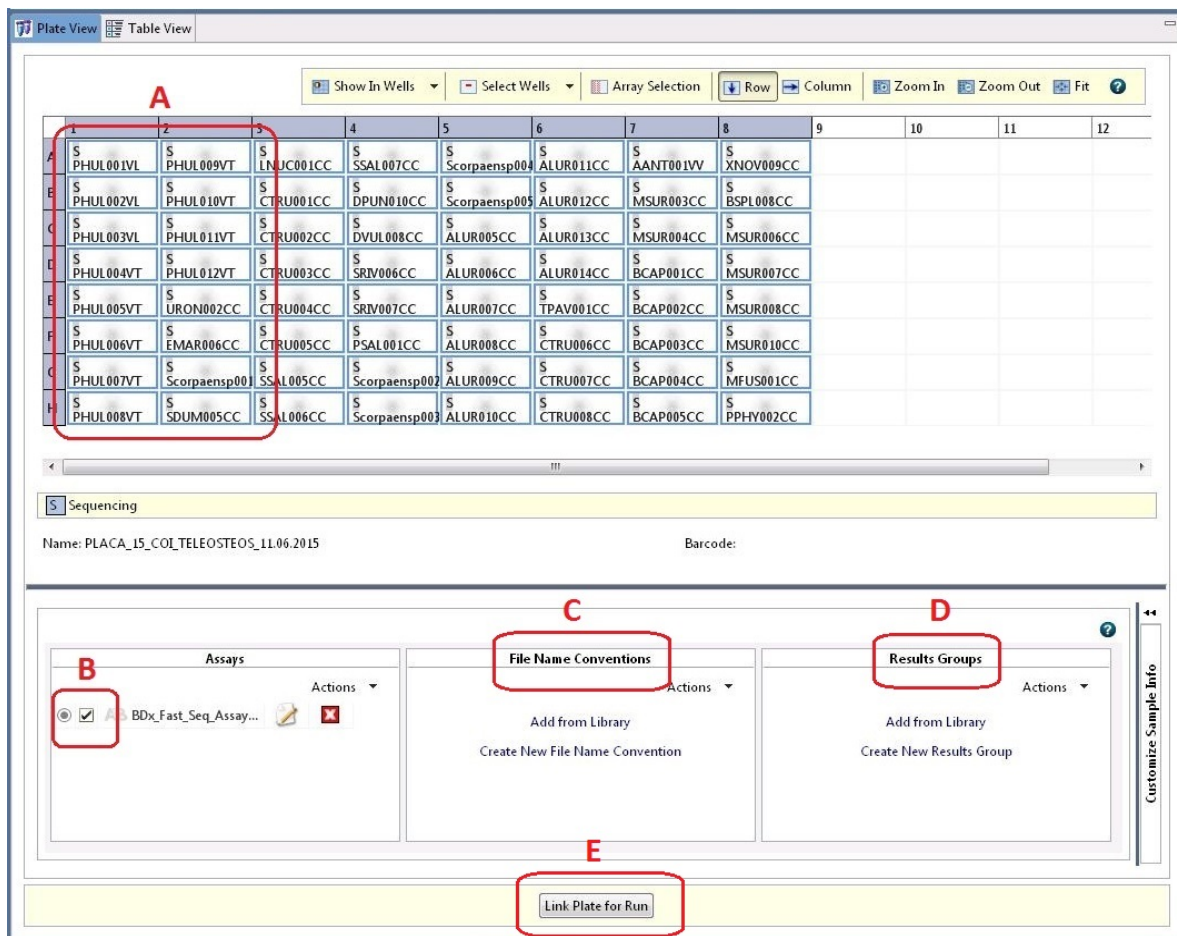 Plate View Table View
Show In Wells Select Wells Array Selection Row Column Zoom In Zoom Out Fit ?
A
1 2 3 4 5 6 7 8 9 10 11 12
A S PHUL001VL S PHUL009VT S LNUC001CC S SSAL007CC S Scorpaensp004 S ALUR011CC S AANT001VV S XNOV009CC
B S PHUL002VL S PHUL010VT S CTRU001CC S DPUN010CC S Scorpaensp005 S ALUR012CC S MSUR003CC S BSPL008CC
C S PHUL003VL S PHUL011VT S CTRU002CC S DVUL008CC S ALUR005CC S ALUR013CC S MSUR004CC S MSUR006CC
D S PHUL004VT S PHUL012VT S CTRU003CC S SRIV006CC S ALUR006CC S ALUR014CC S BCAP001CC S MSUR007CC
E S PHUL005VT S URON002CC S CTRU004CC S SRIV007CC S ALUR007CC S TPAV001CC S BCAP002CC S MSUR008CC
F S PHUL006VT S EMAR006CC S CTRU005CC S PSAL001CC S ALUR008CC S CTRU006CC S BCAP003CC S MSUR010CC
G S PHUL007VT S Scorpaensp001 S SSAL005CC S Scorpaensp002 S ALUR009CC S CTRU007CC S BCAP004CC S MFUS001CC
H S PHUL008VT S SDUM005CC S SSAL006CC S Scorpaensp003 S ALUR010CC S CTRU008CC S BCAP005CC S PPHY002CC
S Sequencing
Name: PLACA_15_COI_TELEOSTEOS_11.06.2015 Barcode:
C D
?
B
Assays File Name Conventions Results Groups
Actions Actions Actions
AB BDx_Fast_Seq_Assay...
Add from Library Add from Library
Create New File Name Convention Create New Results Group
Customize Sample Info
E
Link Plate for Run